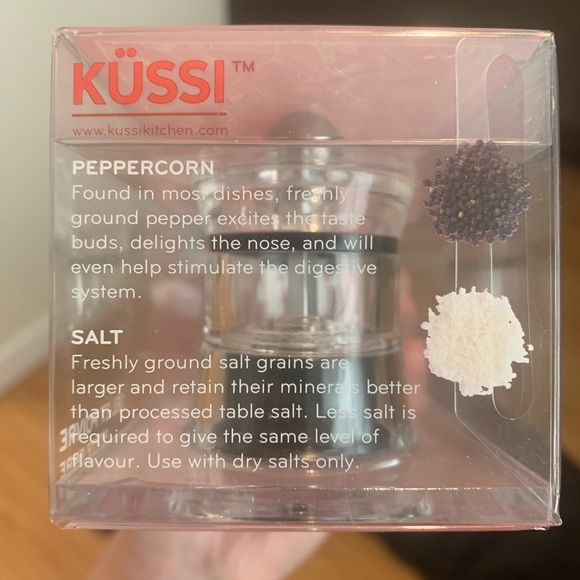 KÜSSI™
www.kussikitchen.com
PEPPERCORN
Found in most dishes, freshly
ground pepper excites the taste
buds, delights the nose, and will
even help stimulate the digestive
system.
SALT
Freshly ground salt grains are
larger and retain their minerals better
than processed table salt. Less salt is
required to give the same level of
flavour. Use with dry salts only.